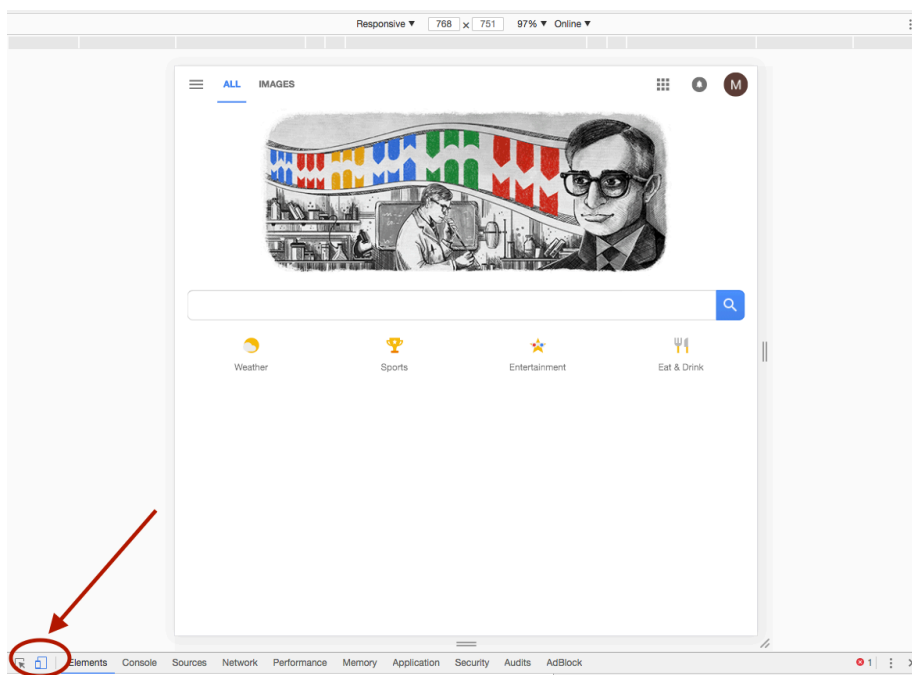 Responsive ▼ 768 x 751 97% ▼ Online ▼
ALL IMAGES M
Weather Sports Entertainment Eat & Drink
Elements Console Sources Network Performance Memory Application Security Audits AdBlock 1